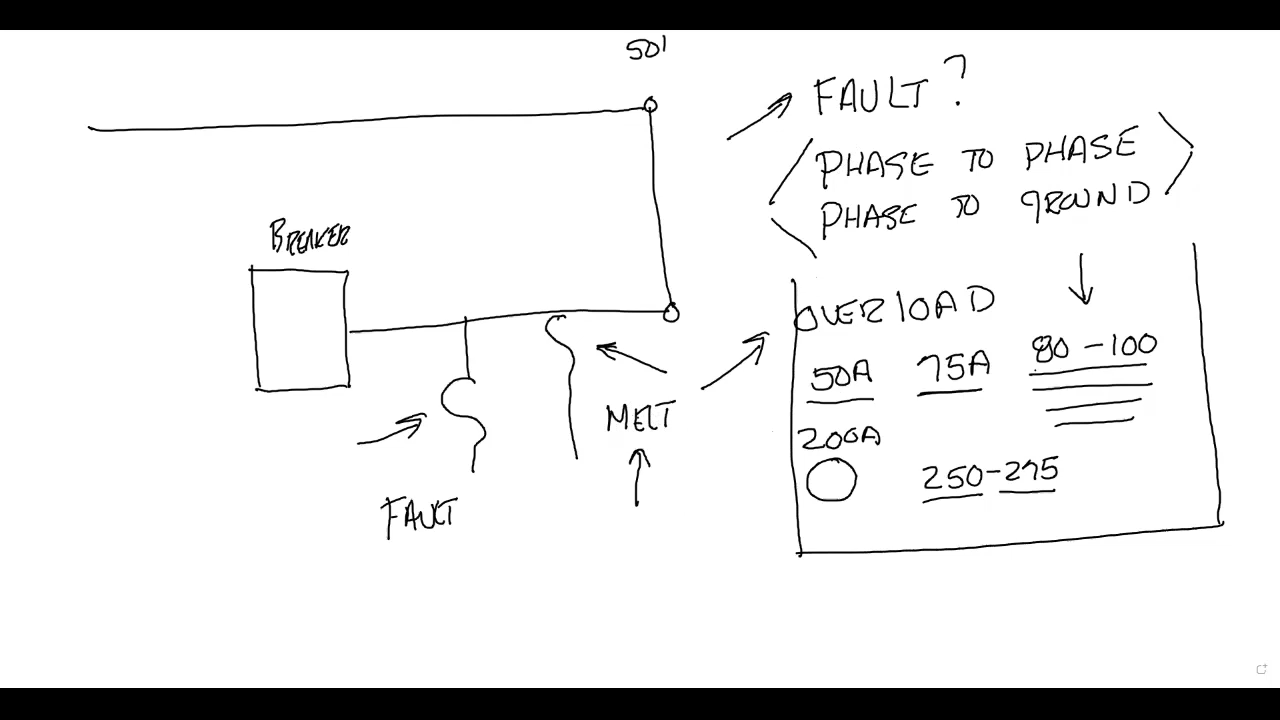 50'
FAULT?
PHASE TO PHASE
PHASE TO GROUND
BREAKER
OVERLOAD
50A 75A 80-100
MELT
200A
250-275
FAULT